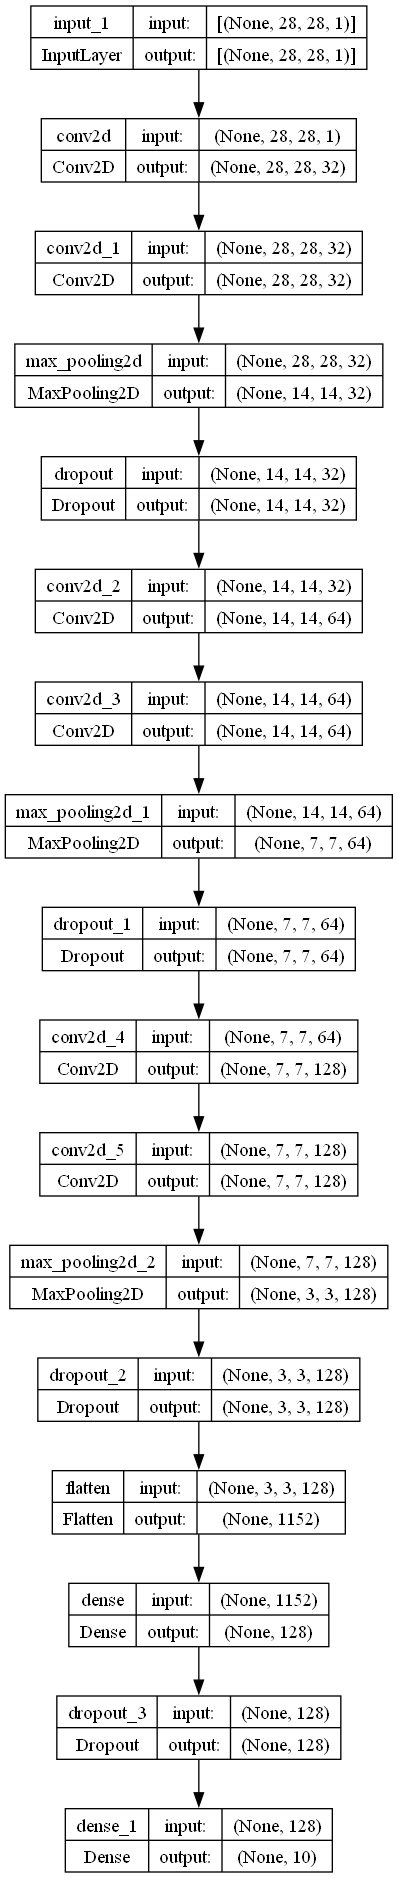 input_1 input: [(None, 28, 28, 1)]
InputLayer output: [(None, 28, 28, 1)]
conv2d input: (None, 28, 28, 1)
Conv2D output: (None, 28, 28, 32)
conv2d_1 input: (None, 28, 28, 32)
Conv2D output: (None, 28, 28, 32)
max_pooling2d input: (None, 28, 28, 32)
MaxPooling2D output: (None, 14, 14, 32)
dropout input: (None, 14, 14, 32)
Dropout output: (None, 14, 14, 32)
conv2d_2 input: (None, 14, 14, 32)
Conv2D output: (None, 14, 14, 64)
conv2d_3 input: (None, 14, 14, 64)
Conv2D output: (None, 14, 14, 64)
max_pooling2d_1 input: (None, 14, 14, 64)
MaxPooling2D output: (None, 7, 7, 64)
dropout_1 input: (None, 7, 7, 64)
Dropout output: (None, 7, 7, 64)
conv2d_4 input: (None, 7, 7, 64)
Conv2D output: (None, 7, 7, 128)
conv2d_5 input: (None, 7, 7, 128)
Conv2D output: (None, 7, 7, 128)
max_pooling2d_2 input: (None, 7, 7, 128)
MaxPooling2D output: (None, 3, 3, 128)
dropout_2 input: (None, 3, 3, 128)
Dropout output: (None, 3, 3, 128)
flatten input: (None, 3, 3, 128)
Flatten output: (None, 1152)
dense input: (None, 1152)
Dense output: (None, 128)
dropout_3 input: (None, 128)
Dropout output: (None, 128)
dense_1 input: (None, 128)
Dense output: (None, 10)